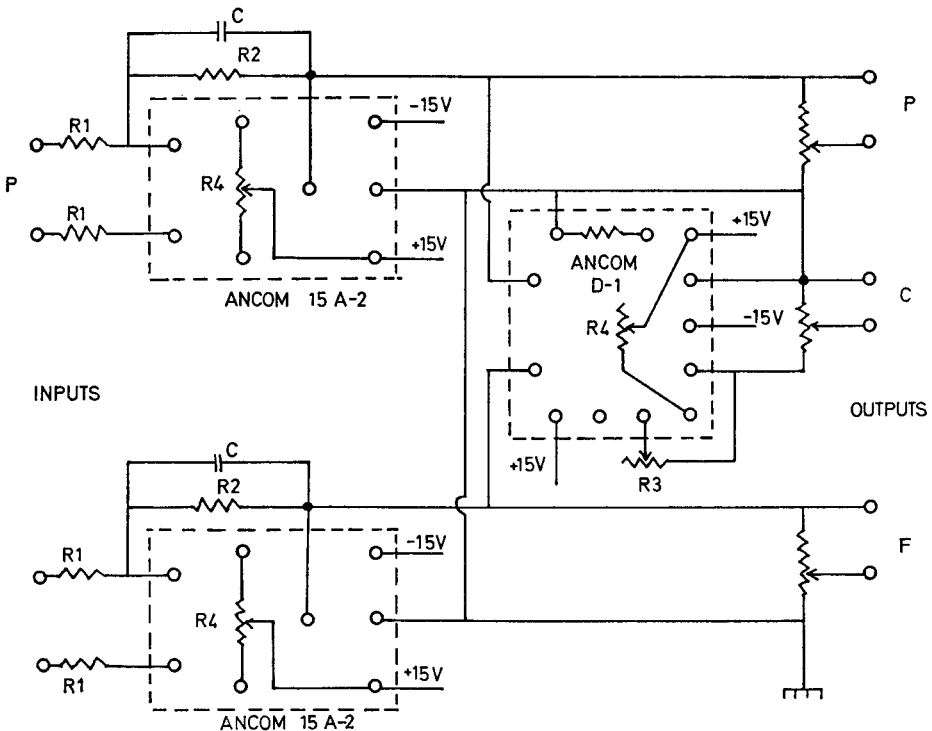 C
R2
P
-15V
R1
P
R4
R1
+15V
+15V
ANCOM 15 A-2
ANCOM
D-1
C
-15V
R4
INPUTS
OUTPUTS
C
+15V
R3
R2
F
R1
-15V
R4
R1
+15V
ANCOM 15 A-2